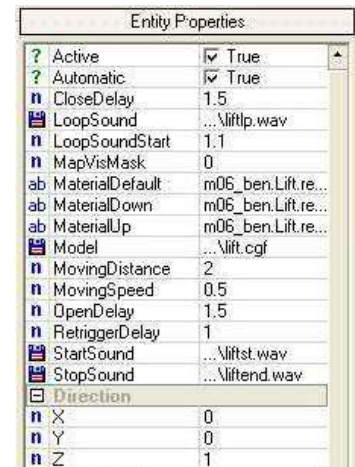 Entity Properties
? Active True
? Automatic True
n CloseDelay 1.5
LoopSound ...\liftlp.wav
n LoopSoundStart 1.1
n MapVisMask 0
ab MaterialDefault m06_ben.Lift.re...
ab MaterialDown m06_ben.Lift.re...
ab MaterialUp m06_ben.Lift.re...
Model ...\lift.cgf
n MovingDistance 2
n MovingSpeed 0.5
n OpenDelay 1.5
n RetriggerDelay 1
StartSound ...\liftst.wav
StopSound ...\liftend.wav
Direction
n X 0
n Y 0
n Z 1